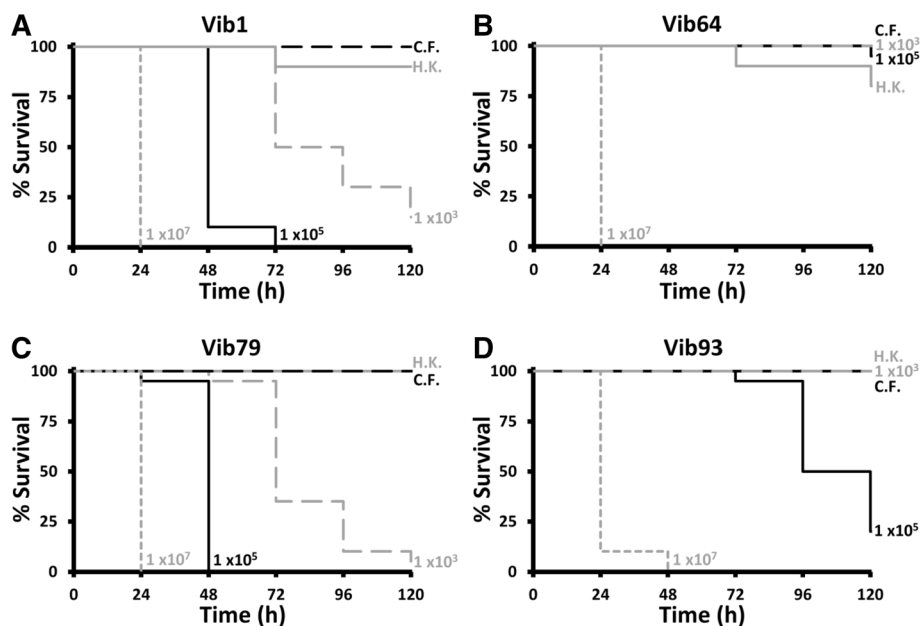 A
Vib1
% Survival
100
75
50
25
0
C.F.
H.K.
1 x10³
1 x10⁷
1 x10⁵
0 24 48 72 96 120
Time (h)
B
Vib64
% Survival
100
75
50
25
0
C.F.
1 x10³
1 x10⁵
H.K.
1 x10⁷
0 24 48 72 96 120
Time (h)
C
Vib79
% Survival
100
75
50
25
0
H.K.
C.F.
1 x10⁷
1 x10⁵
1 x10³
0 24 48 72 96 120
Time (h)
D
Vib93
% Survival
100
75
50
25
0
H.K.
1 x10³
C.F.
1 x10⁵
1 x10⁷
0 24 48 72 96 120
Time (h)